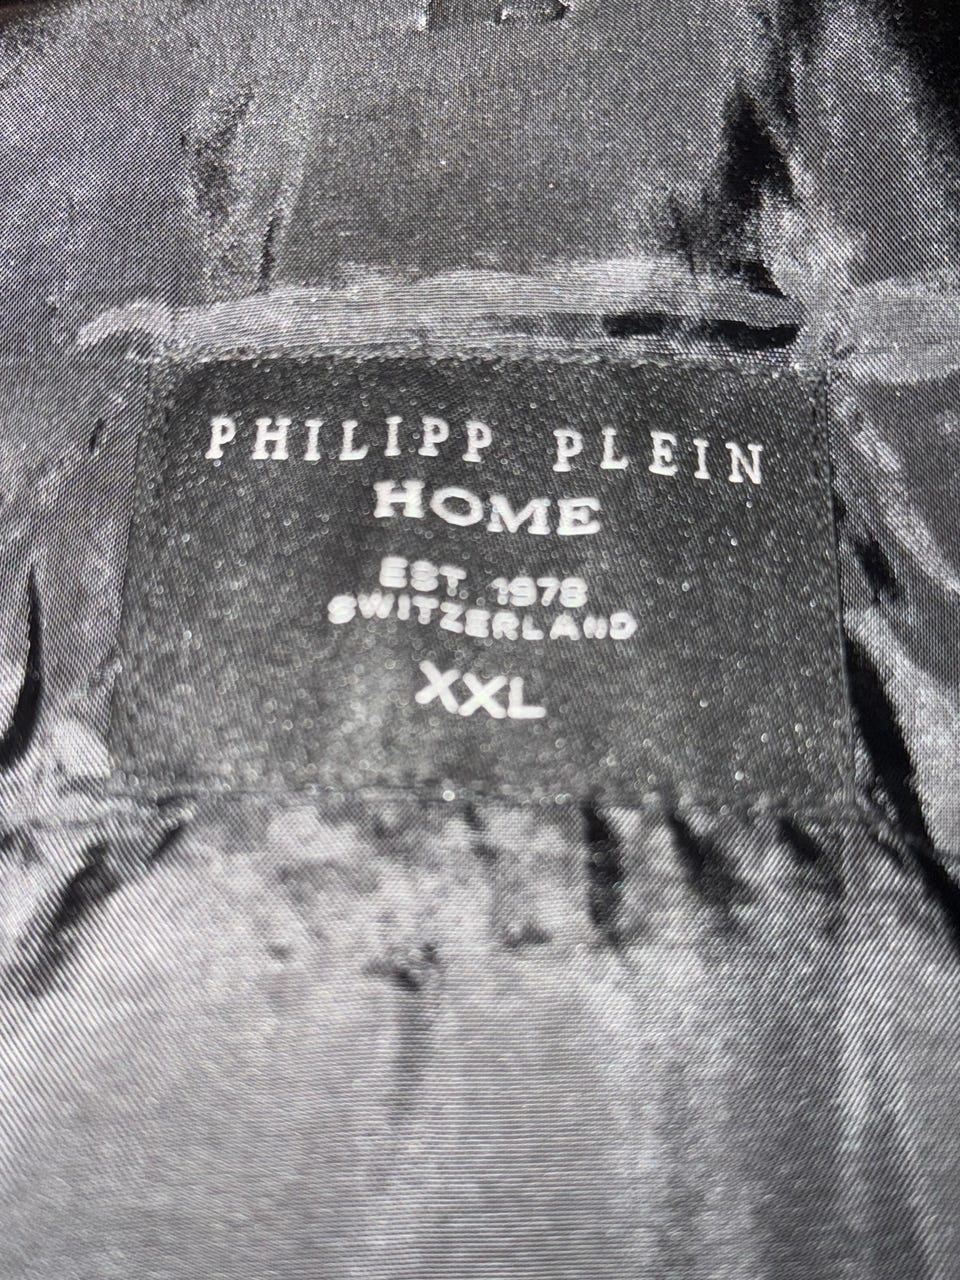 PHILIPP PLEIN
HOME
EST. 1978
SWITZERLAND
XXL